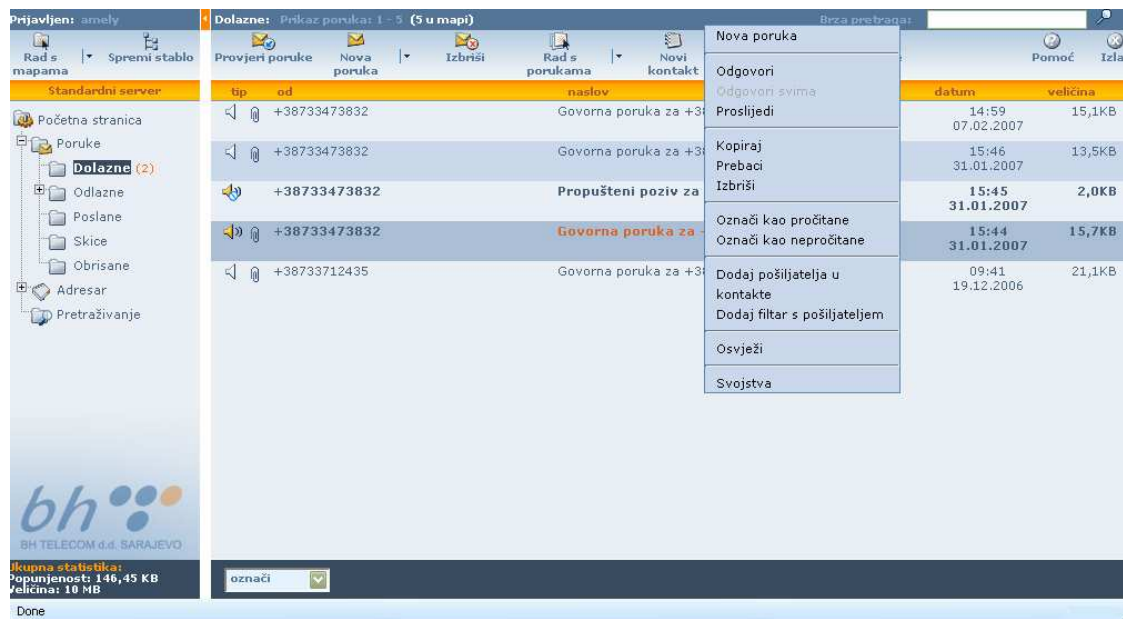 Prijavljen: amely
Dolazne: Prikaz poruka: 1 - 5 (5 u mapi)
Brza pretraga:
Rad s mapama
Spremi stablo
Provjeri poruke
Nova poruka
Izbriši
Rad s porukama
Novi kontakt
Pomoć
Izla
Standardni server
tip od naslov datum veličina
Početna stranica
Poruke
Dolazne (2)
Odlazne
Poslane
Skice
Obrisane
Adresar
Pretraživanje
+38733473832 Govorna poruka za +38 14:59 15,1KB
07.02.2007
+38733473832 Govorna poruka za +38 15:46 13,5KB
31.01.2007
+38733473832 Propušteni poziv za 15:45 2,0KB
31.01.2007
+38733473832 Govorna poruka za 15:44 15,7KB
31.01.2007
+38733712435 Govorna poruka za +38 09:41 21,1KB
19.12.2006
Nova poruka
Odgovori
Odgovori svima
Proslijedi
Kopiraj
Prebaci
Izbriši
Označi kao pročitane
Označi kao nepročitane
Dodaj pošiljatelja u
kontakte
Dodaj filtar s pošiljateljem
Osvježi
Svojstva
bh
BH TELECOM d.d. SARAJEVO
Ukupna statistika:
Popunjenost: 146,45 KB
Veličina: 10 MB
označi
Done